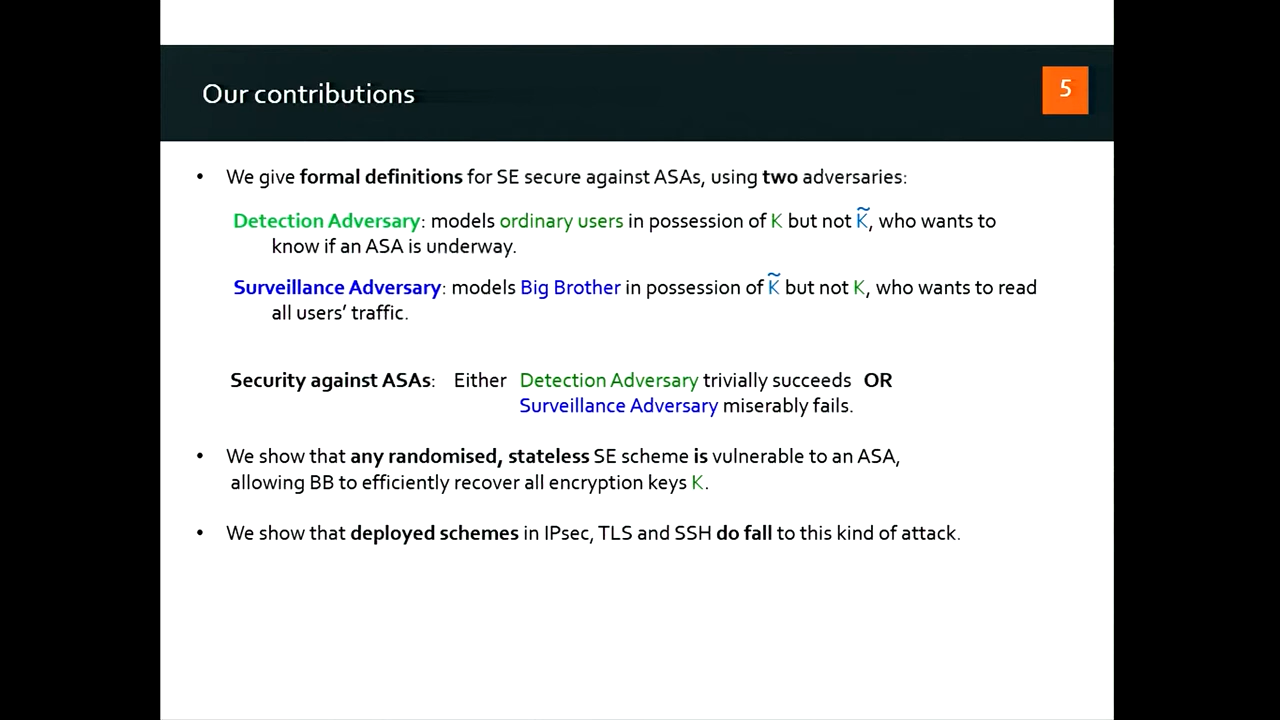 Our contributions
5
• We give formal definitions for SE secure against ASAs, using two adversaries:
Detection Adversary: models ordinary users in possession of K but not K̃, who wants to
know if an ASA is underway.
Surveillance Adversary: models Big Brother in possession of K̃ but not K, who wants to read
all users’ traffic.
Security against ASAs: Either Detection Adversary trivially succeeds OR
Surveillance Adversary miserably fails.
• We show that any randomised, stateless SE scheme is vulnerable to an ASA,
allowing BB to efficiently recover all encryption keys K.
• We show that deployed schemes in IPsec, TLS and SSH do fall to this kind of attack.